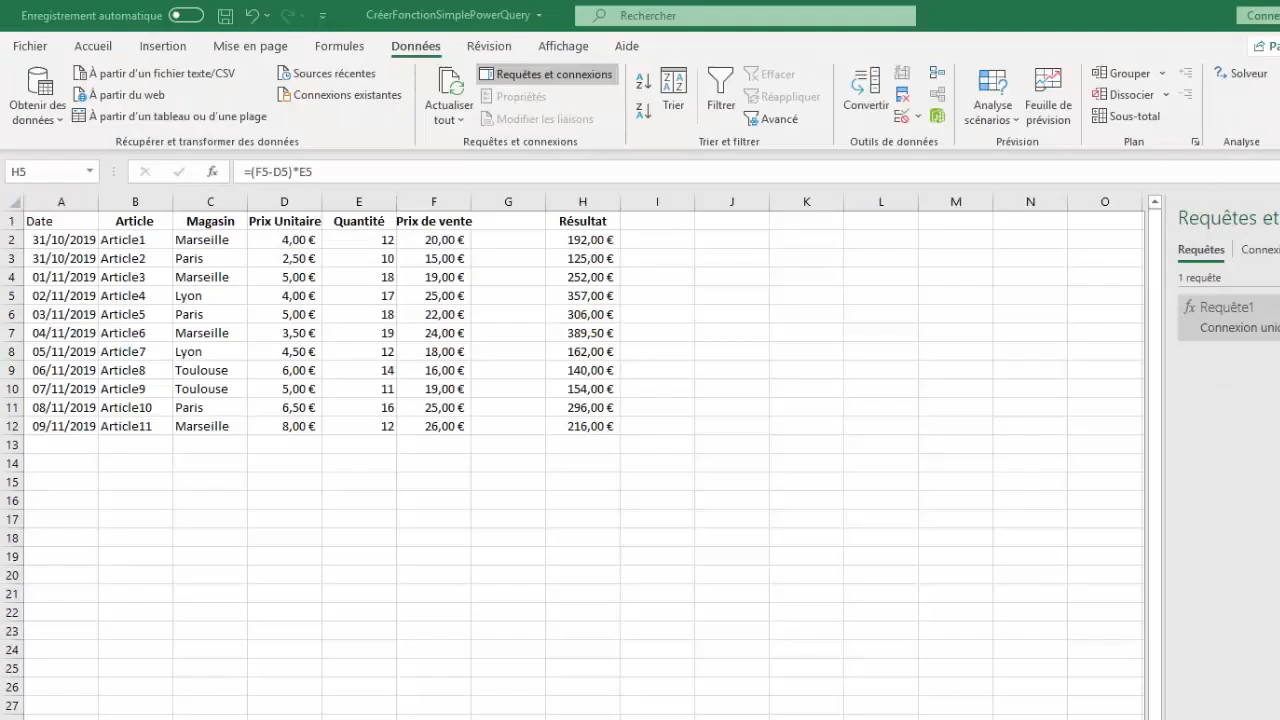 Enregistrement automatique CréerFonctionSimplePowerQuery Rechercher Conne
Fichier Accueil Insertion Mise en page Formules Données Révision Affichage Aide Pa
Obtenir des données
À partir d'un fichier texte/CSV
À partir du web
À partir d'un tableau ou d'une plage
Sources récentes
Connexions existantes
Récupérer et transformer des données
Actualiser tout
Requêtes et connexions
Propriétés
Modifier les liaisons
Requêtes et connexions
Trier
Filtrer
Effacer
Réappliquer
Avancé
Trier et filtrer
Convertir
Outils de données
Analyse scénarios
Feuille de prévision
Prévision
Grouper
Dissocier
Sous-total
Plan
Solveur
Analyse
H5 fx =(F5-D5)*E5
A B C D E F G H I J K L M N O
1 Date Article Magasin Prix Unitaire Quantité Prix de vente Résultat
2 31/10/2019 Article1 Marseille 4,00 € 12 20,00 € 192,00 €
3 31/10/2019 Article2 Paris 2,50 € 10 15,00 € 125,00 €
4 01/11/2019 Article3 Marseille 5,00 € 18 19,00 € 252,00 €
5 02/11/2019 Article4 Lyon 4,00 € 17 25,00 € 357,00 €
6 03/11/2019 Article5 Paris 5,00 € 18 22,00 € 306,00 €
7 04/11/2019 Article6 Marseille 3,50 € 19 24,00 € 389,50 €
8 05/11/2019 Article7 Lyon 4,50 € 12 18,00 € 162,00 €
9 06/11/2019 Article8 Toulouse 6,00 € 14 16,00 € 140,00 €
10 07/11/2019 Article9 Toulouse 5,00 € 11 19,00 € 154,00 €
11 08/11/2019 Article10 Paris 6,50 € 16 25,00 € 296,00 €
12 09/11/2019 Article11 Marseille 8,00 € 12 26,00 € 216,00 €
13
14
15
16
17
18
19
20
21
22
23
24
25
26
27
Requêtes et
Requêtes Connexi
1 requête
fx Requête1
Connexion uniq